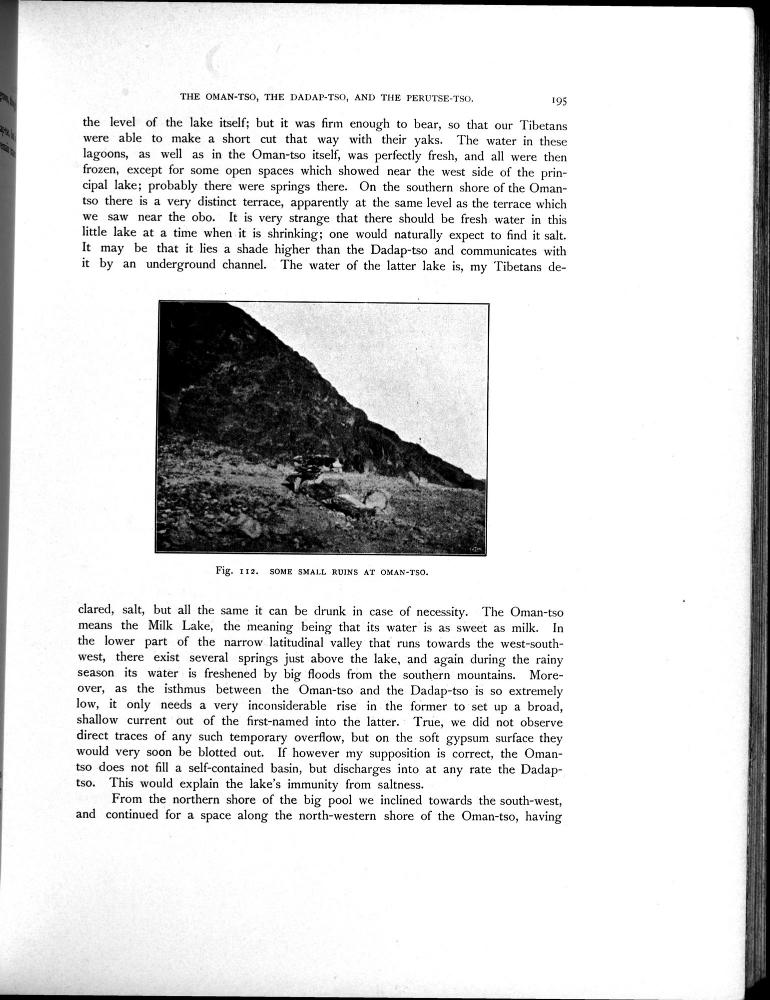 THE OMAN-TSO, THE DADAP-TSO, AND THE PERUTSE-TSO. 195
the level of the lake itself; but it was firm enough to bear, so that our Tibetans
were able to make a short cut that way with their yaks. The water in these
lagoons, as well as in the Oman-tso itself, was perfectly fresh, and all were then
frozen, except for some open spaces which showed near the west side of the prin-
cipal lake; probably there were springs there. On the southern shore of the Oman-
tso there is a very distinct terrace, apparently at the same level as the terrace which
we saw near the obo. It is very strange that there should be fresh water in this
little lake at a time when it is shrinking; one would naturally expect to find it salt.
It may be that it lies a shade higher than the Dadap-tso and communicates with
it by an underground channel. The water of the latter lake is, my Tibetans de-
Fig. 112. SOME SMALL RUINS AT OMAN-TSO.
clared, salt, but all the same it can be drunk in case of necessity. The Oman-tso
means the Milk Lake, the meaning being that its water is as sweet as milk. In
the lower part of the narrow latitudinal valley that runs towards the west-south-
west, there exist several springs just above the lake, and again during the rainy
season its water is freshened by big floods from the southern mountains. More-
over, as the isthmus between the Oman-tso and the Dadap-tso is so extremely
low, it only needs a very inconsiderable rise in the former to set up a broad,
shallow current out of the first-named into the latter. True, we did not observe
direct traces of any such temporary overflow, but on the soft gypsum surface they
would very soon be blotted out. If however my supposition is correct, the Oman-
tso does not fill a self-contained basin, but discharges into at any rate the Dadap-
tso. This would explain the lake's immunity from saltness.
From the northern shore of the big pool we inclined towards the south-west,
and continued for a space along the north-western shore of the Oman-tso, having